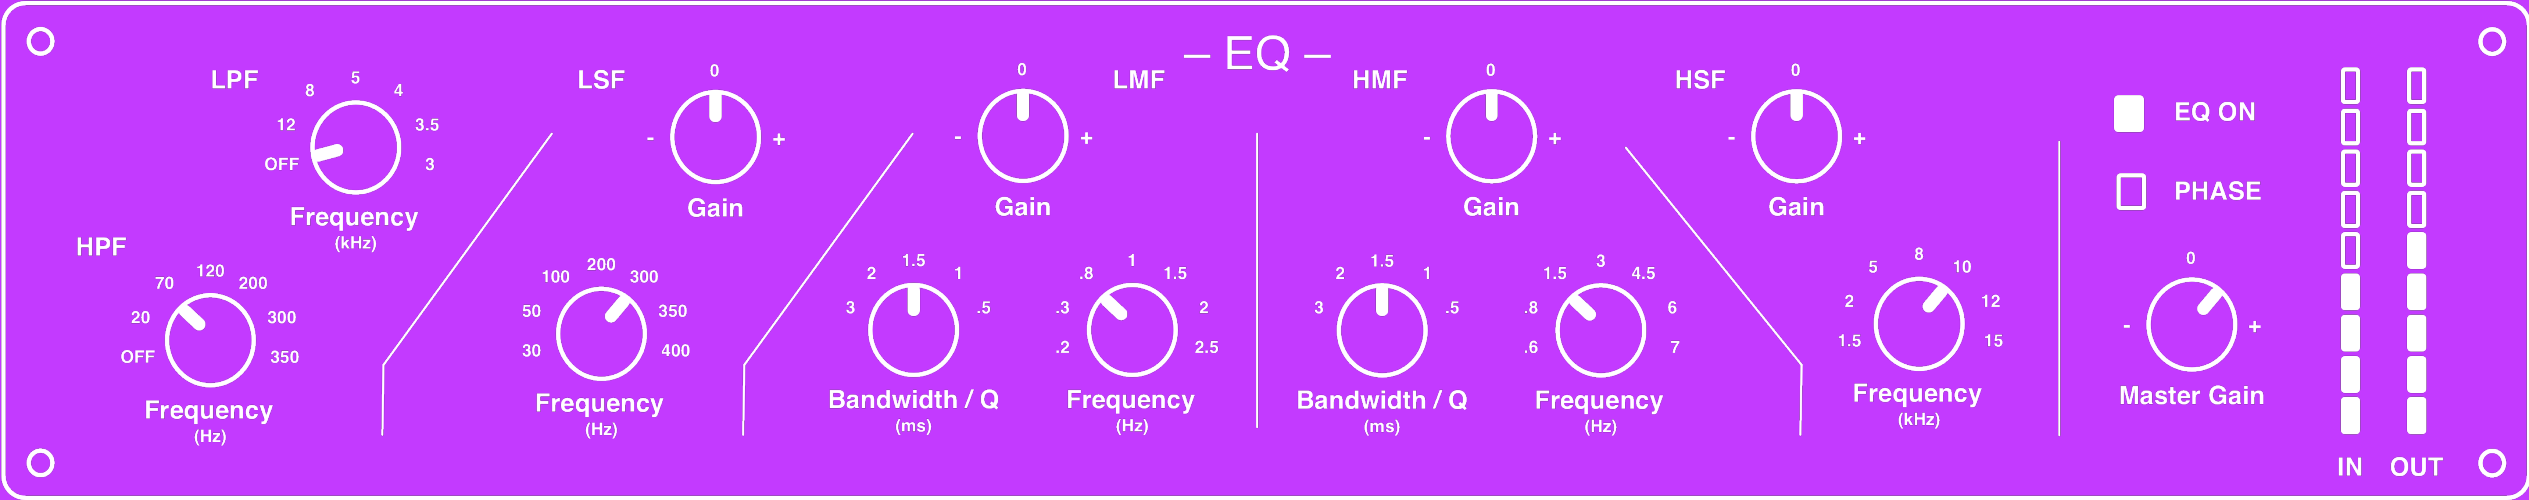 — EQ —
LPF
OFF 12 8 5 4 3.5 3
Frequency
(kHz)
HPF
OFF 20 70 120 200 300 350
Frequency
(Hz)
LSF
0
- +
Gain
30 50 100 200 300 350 400
Frequency
(Hz)
LMF
0
- +
Gain
3 2 1.5 1 .5
Bandwidth / Q
(ms)
.2 .3 .8 1 1.5 2 2.5
Frequency
(Hz)
HMF
0
- +
Gain
3 2 1.5 1 .5
Bandwidth / Q
(ms)
.6 .8 1.5 3 4.5 6 7
Frequency
(Hz)
HSF
0
- +
Gain
1.5 2 5 8 10 12 15
Frequency
(kHz)
EQ ON
PHASE
0
- +
Master Gain
IN OUT